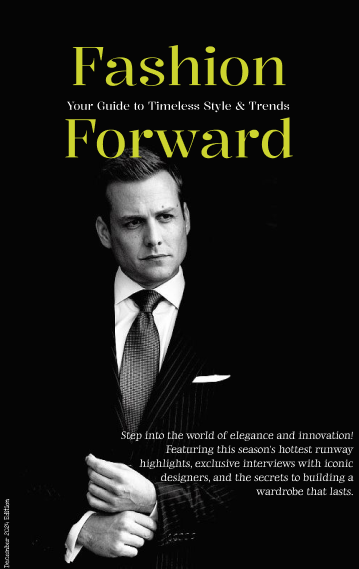 Fashion
Your Guide to Timeless Style & Trends
Forward
Step into the world of elegance and innovation!
Featuring this season's hottest runway
highlights, exclusive interviews with iconic
designers, and the secrets to building a
wardrobe that lasts.
December 2024 Edition